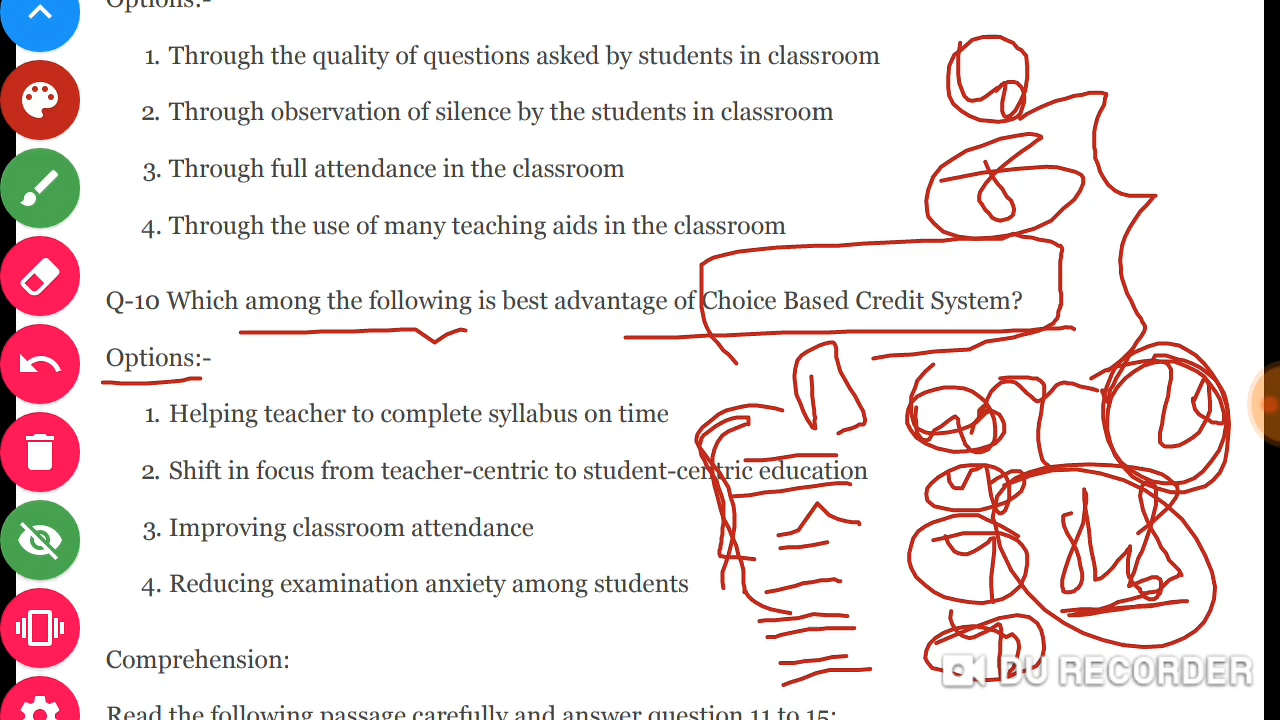 Options:-
1. Through the quality of questions asked by students in classroom
2. Through observation of silence by the students in classroom
3. Through full attendance in the classroom
4. Through the use of many teaching aids in the classroom
Q-10 Which among the following is best advantage of Choice Based Credit System?
Options:-
1. Helping teacher to complete syllabus on time
2. Shift in focus from teacher-centric to student-centric education
3. Improving classroom attendance
4. Reducing examination anxiety among students
Comprehension:
DU RECORDER
Read the following passage carefully and answer question 11 to 15: